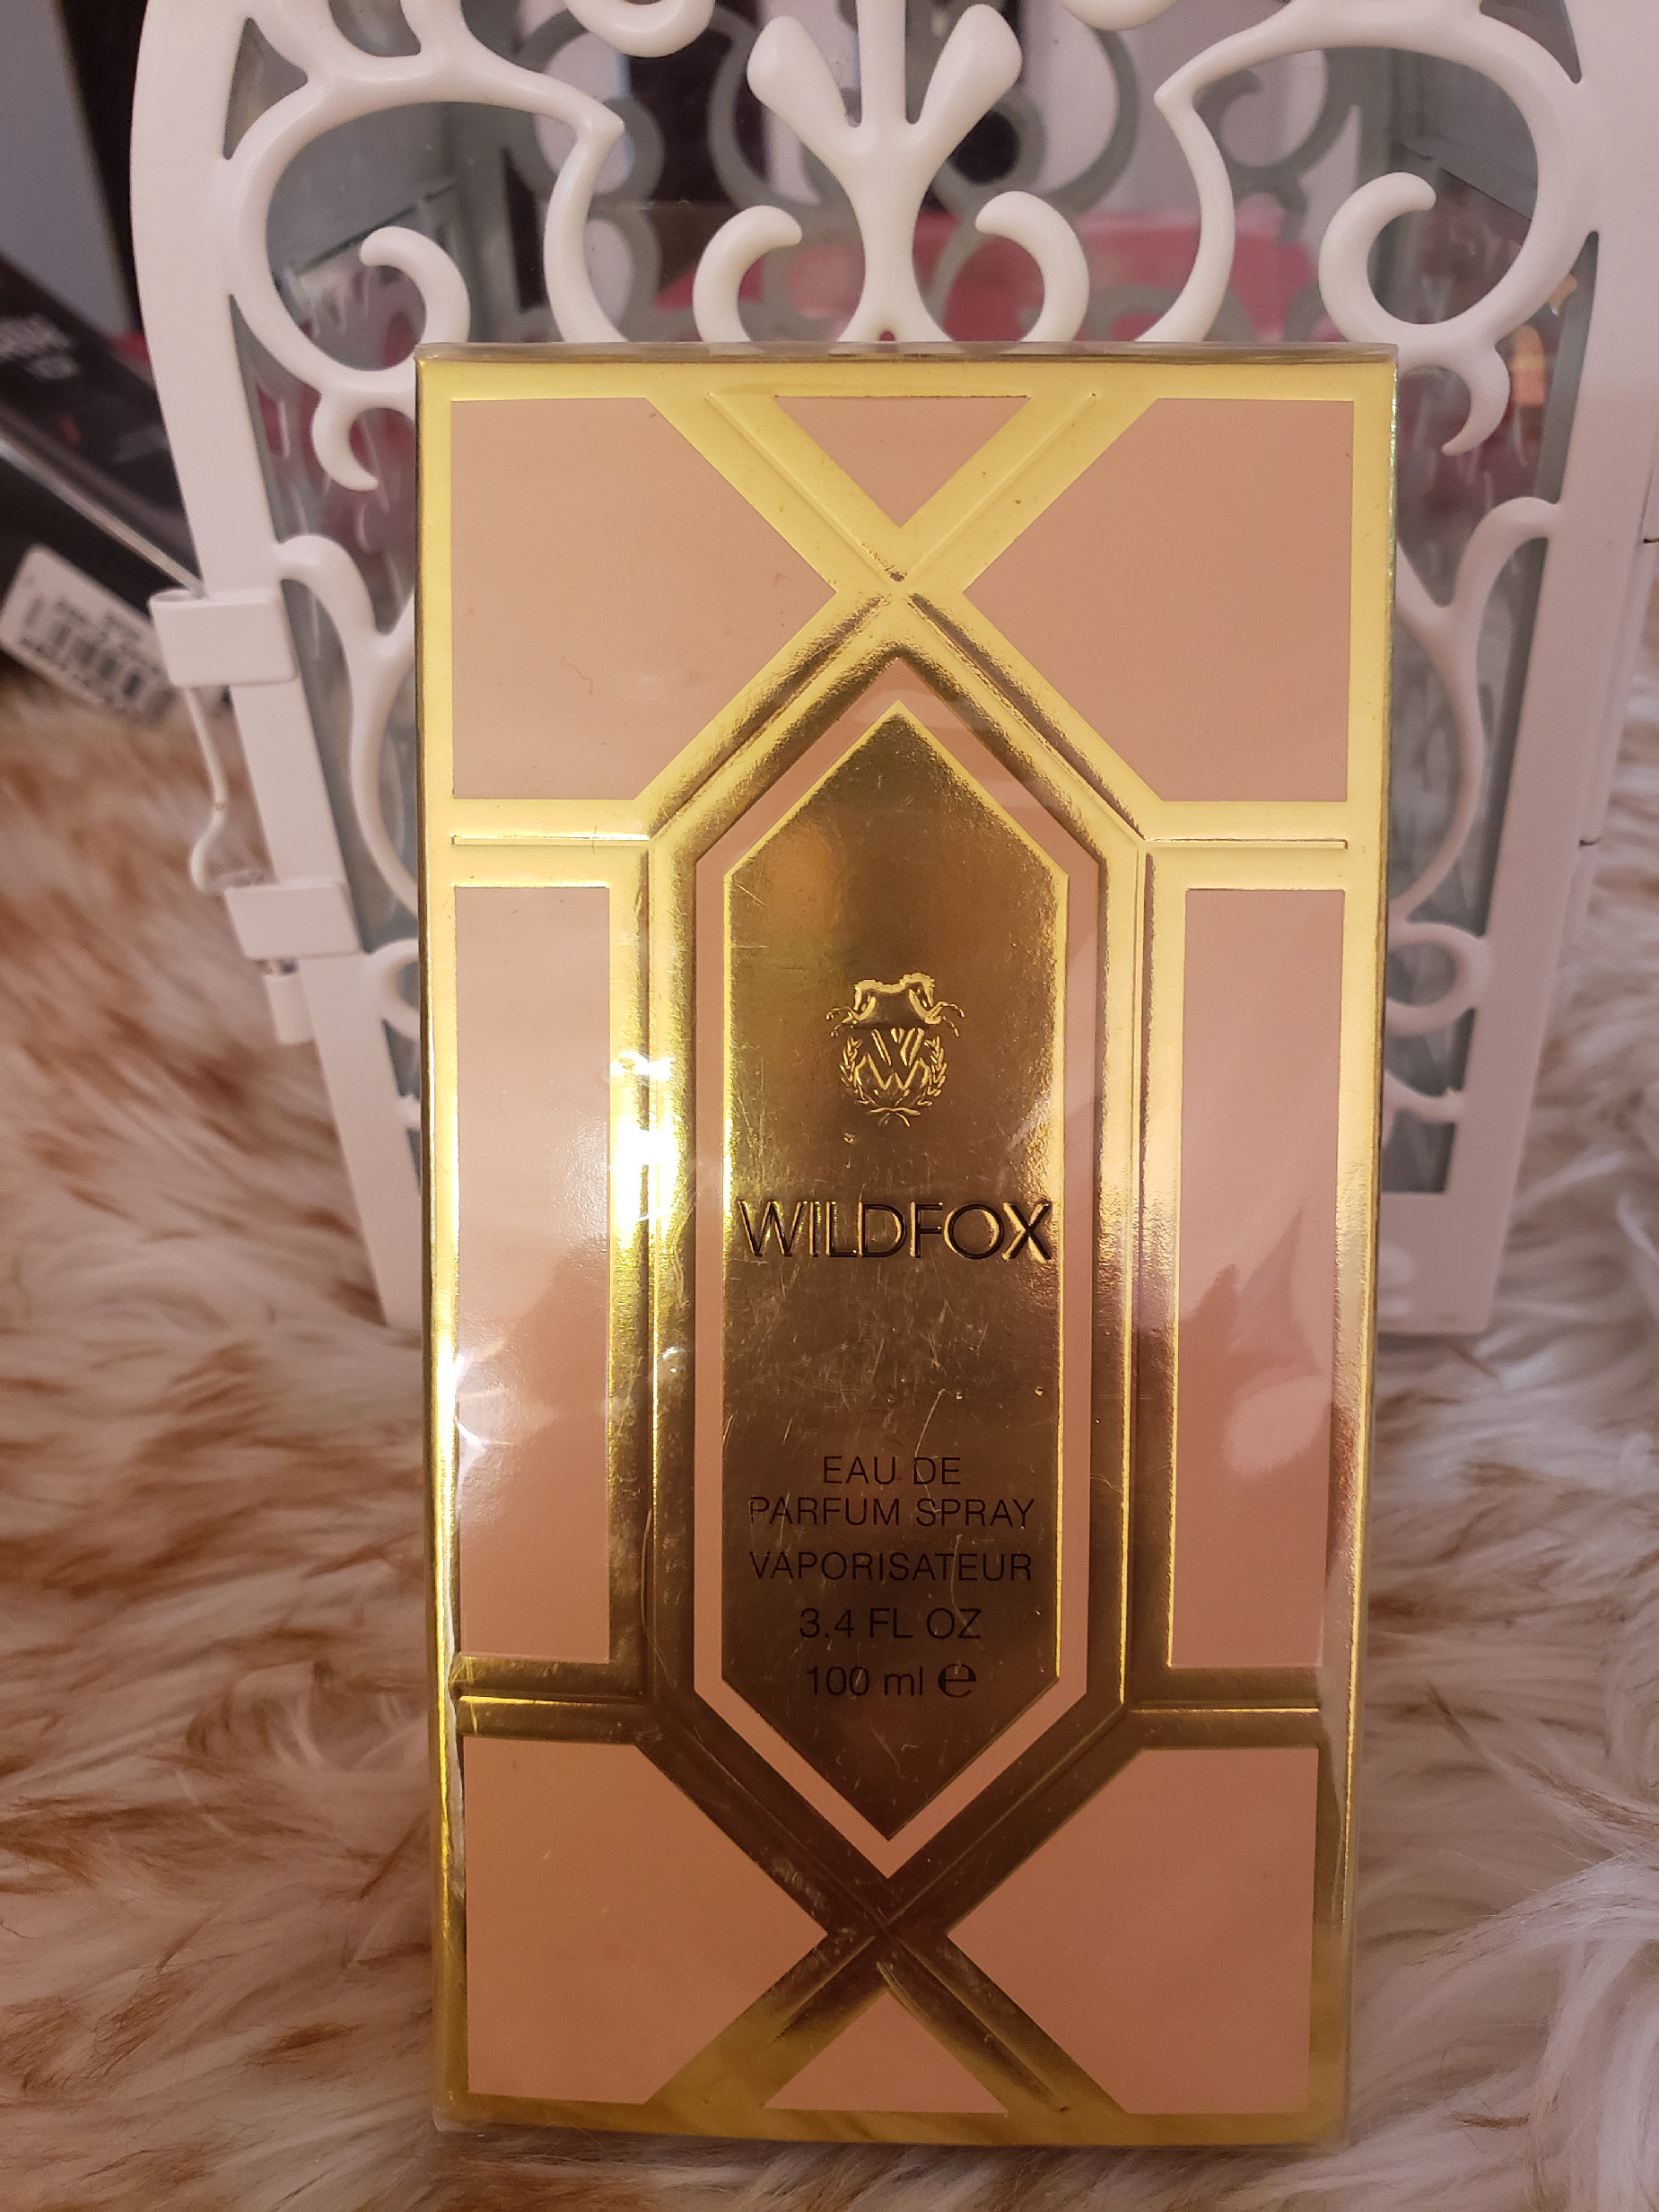 WILDFOX
EAU DE
PARFUM SPRAY
VAPORISATEUR
3.4 FL OZ
100 ml ℮